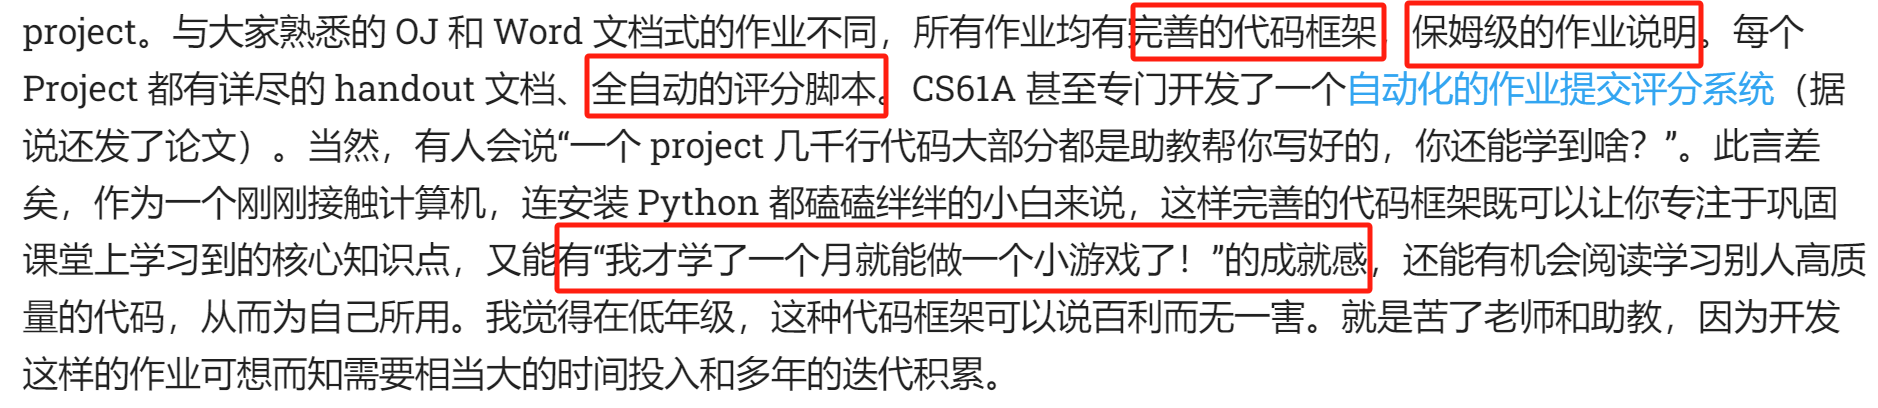 project。与大家熟悉的 OJ 和 Word 文档式的作业不同，所有作业均有完善的代码框架、保姆级的作业说明。每个
Project 都有详尽的 handout 文档、全自动的评分脚本。CS61A 甚至专门开发了一个自动化的作业提交评分系统（据
说还发了论文）。当然，有人会说“一个 project 几千行代码大部分都是助教帮你写好的，你还能学到啥？”。此言差
矣，作为一个刚刚接触计算机，连安装 Python 都磕磕绊绊的小白来说，这样完善的代码框架既可以让你专注于巩固
课堂上学习到的核心知识点，又能有“我才学了一个月就能做一个小游戏了！”的成就感，还能有机会阅读学习别人高质
量的代码，从而为自己所用。我觉得在低年级，这种代码框架可以说百利而无一害。就是苦了老师和助教，因为开发
这样的作业可想而知需要相当大的时间投入和多年的迭代积累。